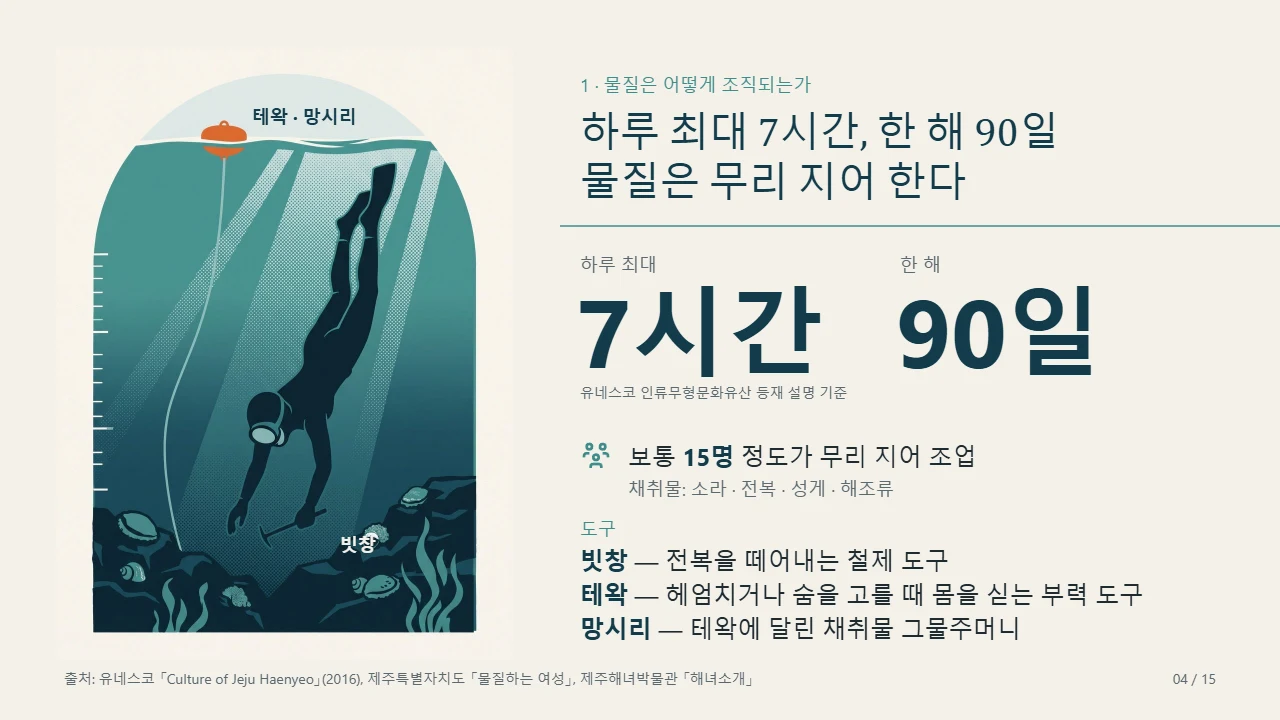 테왁 · 망시리
빗창
1 · 물질은 어떻게 조직되는가
하루 최대 7시간, 한 해 90일
물질은 무리 지어 한다
하루 최대
7시간
한 해
90일
유네스코 인류무형문화유산 등재 설명 기준
보통 15명 정도가 무리 지어 조업
채취물: 소라 · 전복 · 성게 · 해조류
도구
빗창 — 전복을 떼어내는 철제 도구
테왁 — 헤엄치거나 숨을 고를 때 몸을 싣는 부력 도구
망시리 — 테왁에 달린 채취물 그물주머니
출처: 유네스코 「Culture of Jeju Haenyeo」(2016), 제주특별자치도 「물질하는 여성」, 제주해녀박물관 「해녀소개」
04 / 15